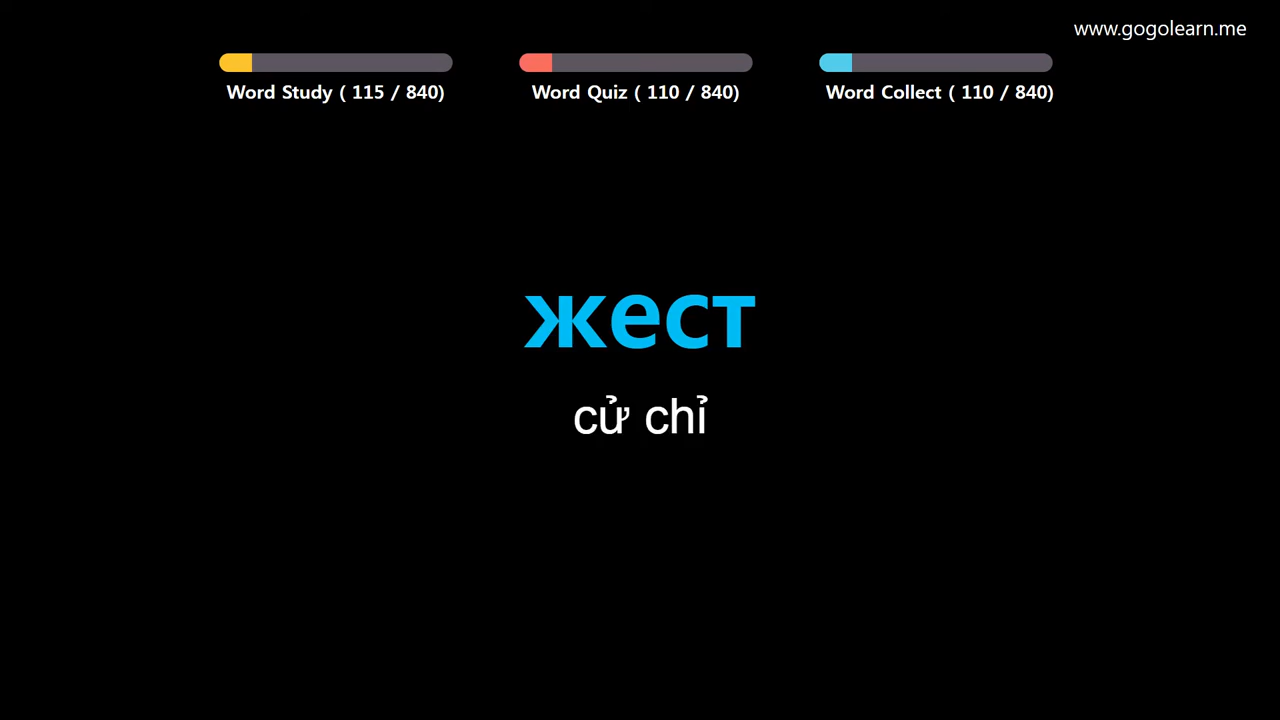 www.gogolearn.me
Word Study ( 115 / 840)
Word Quiz ( 110 / 840)
Word Collect ( 110 / 840)
жест
cử chỉ